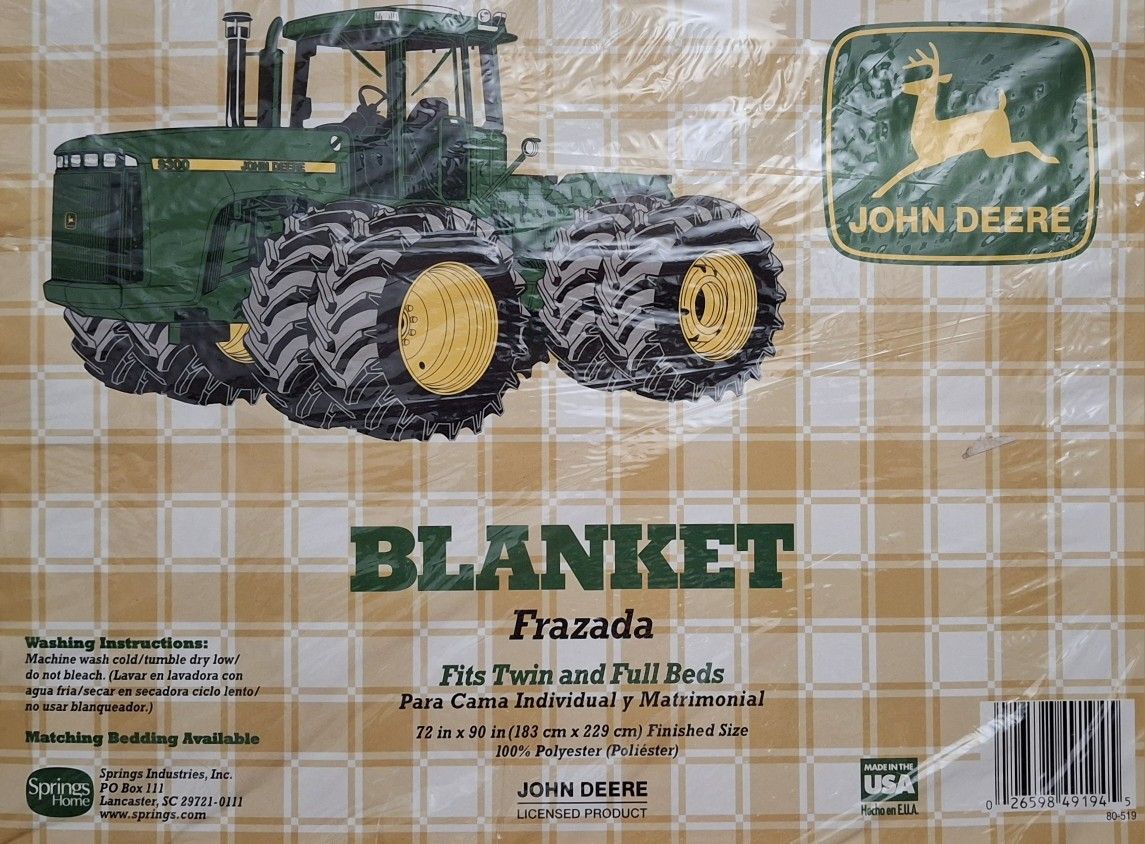 9300 JOHN DEERE
JOHN DEERE
BLANKET
Frazada
Fits Twin and Full Beds
Para Cama Individual y Matrimonial
72 in x 90 in (183 cm x 229 cm) Finished Size
100% Polyester (Poliéster)
JOHN DEERE
LICENSED PRODUCT
Washing Instructions:
Machine wash cold/tumble dry low/
do not bleach. (Lavar en lavadora con
agua fria/secar en secadora ciclo lento/
no usar blanqueador.)
Matching Bedding Available
Springs
Home
Springs Industries, Inc.
PO Box 111
Lancaster, SC 29721-0111
www.springs.com
MADE IN THE
USA
Hecho en E.U.A.
0 26598 49194 5
80-519